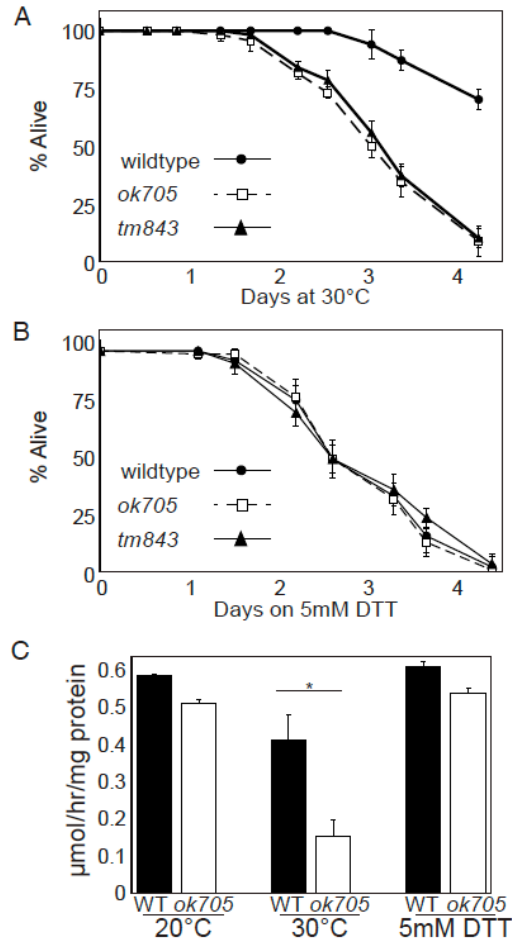 A
100
75
50
25
0
% Alive
wildtype
ok705
tm843
0 1 2 3 4
Days at 30°C
B
100
75
50
25
0
% Alive
wildtype
ok705
tm843
0 1 2 3 4
Days on 5mM DTT
C
0.6
0.5
0.4
0.3
0.2
0.1
0
µmol/hr/mg protein
*
WT ok705 WT ok705 WT ok705
20°C 30°C 5mM DTT